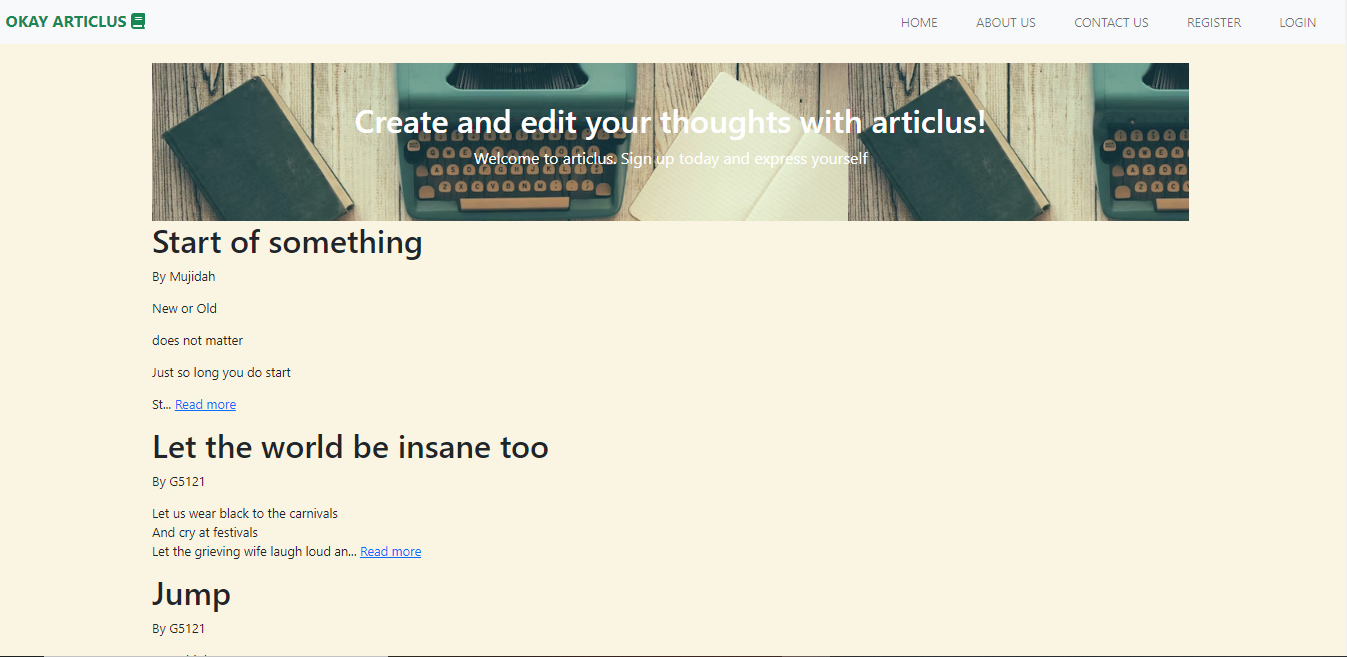 OKAY ARTICLUS
HOME ABOUT US CONTACT US REGISTER LOGIN
Create and edit your thoughts with articlus!
Welcome to articlus. Sign up today and express yourself
Start of something
By Mujidah
New or Old
does not matter
Just so long you do start
St... Read more
Let the world be insane too
By G5121
Let us wear black to the carnivals
And cry at festivals
Let the grieving wife laugh loud an... Read more
Jump
By G5121